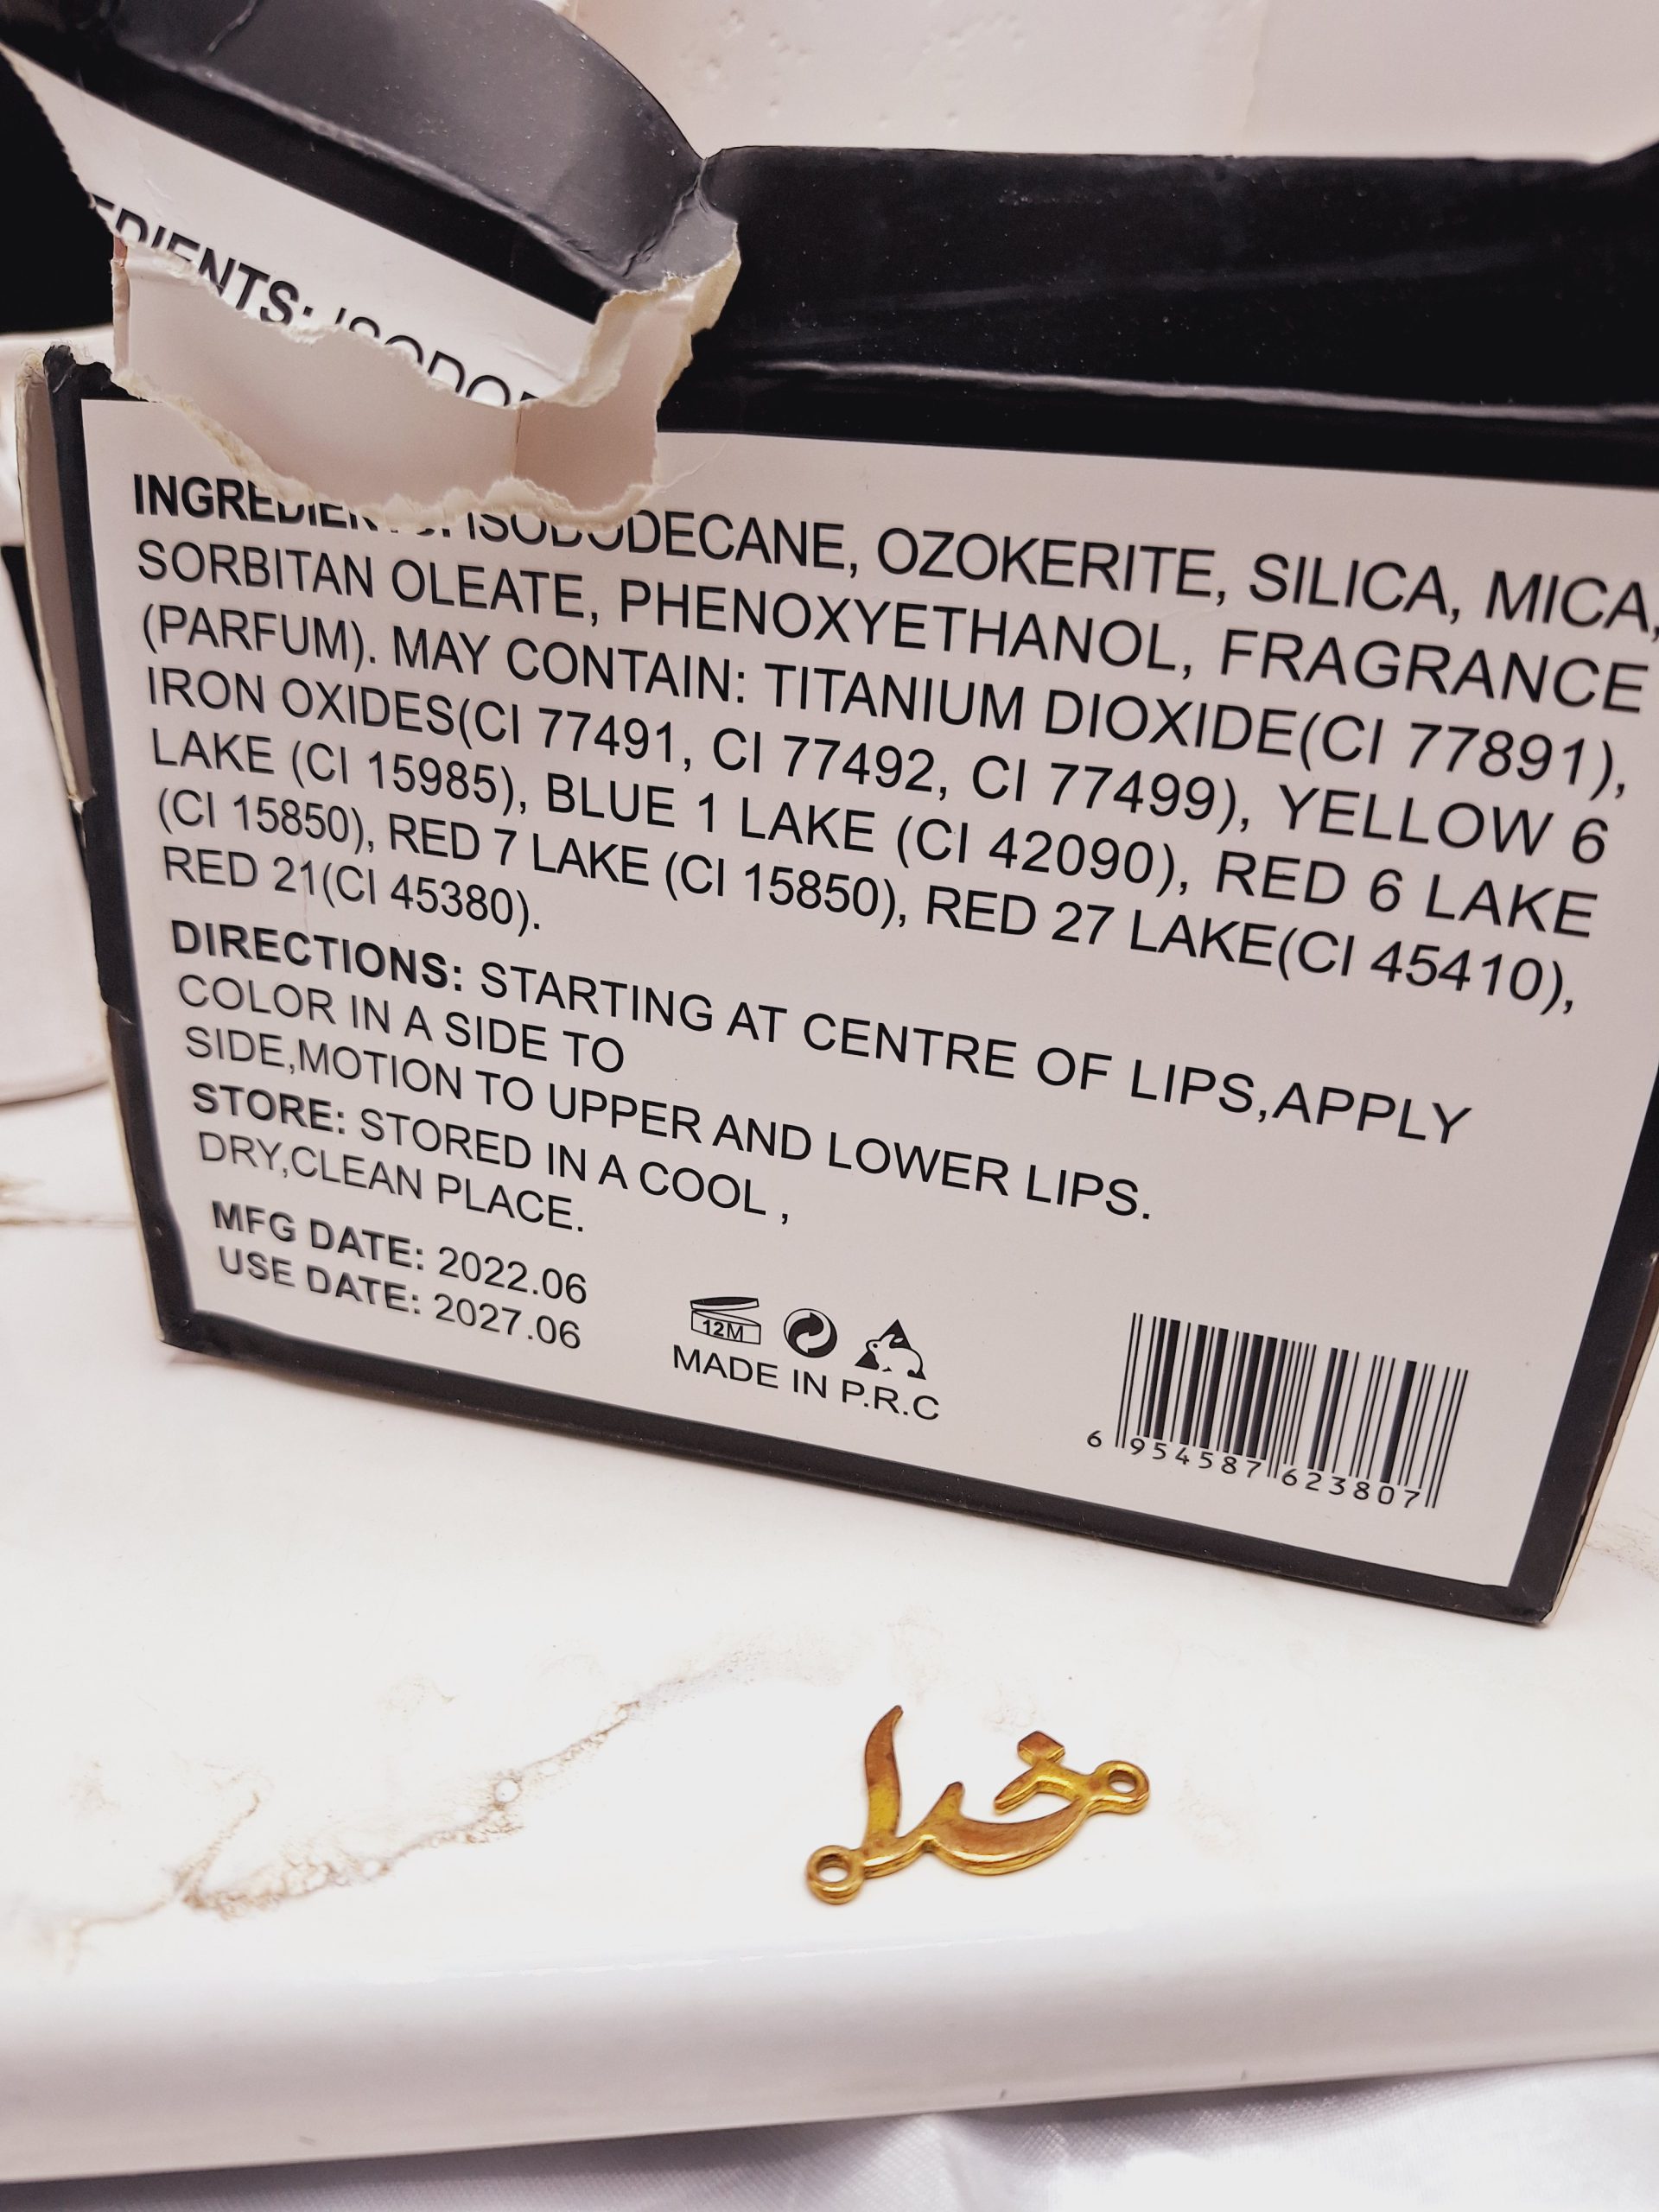 EDIENTS: ISODO
INGREDIENTS: ISODODECANE, OZOKERITE, SILICA, MICA,
SORBITAN OLEATE, PHENOXYETHANOL, FRAGRANCE
(PARFUM). MAY CONTAIN: TITANIUM DIOXIDE(CI 77891),
IRON OXIDES(CI 77491, CI 77492, CI 77499), YELLOW 6
LAKE (CI 15985), BLUE 1 LAKE (CI 42090), RED 6 LAKE
(CI 15850), RED 7 LAKE (CI 15850), RED 27 LAKE(CI 45410),
RED 21(CI 45380).
DIRECTIONS: STARTING AT CENTRE OF LIPS,APPLY
COLOR IN A SIDE TO
SIDE,MOTION TO UPPER AND LOWER LIPS.
STORE: STORED IN A COOL ,
DRY,CLEAN PLACE.
MFG DATE: 2022.06
USE DATE: 2027.06
12M
MADE IN P.R.C
6 954587 623807
خدا